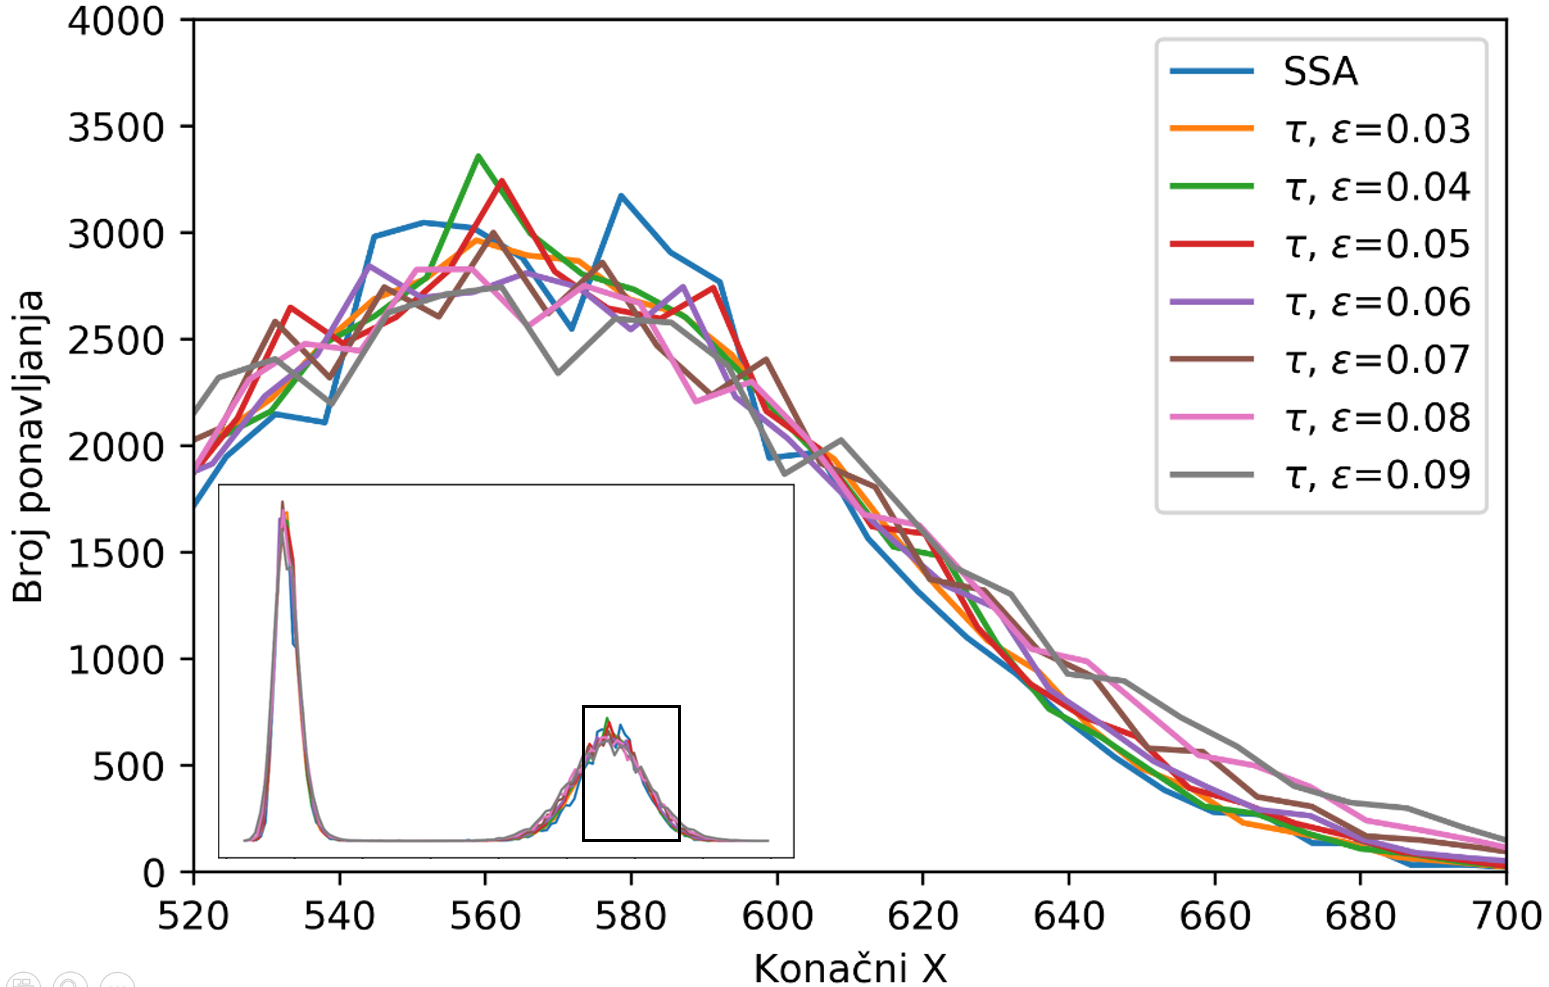 4000
3500
3000
2500
2000
1500
1000
500
0
Broj ponavljanja
SSA
τ, ε=0.03
τ, ε=0.04
τ, ε=0.05
τ, ε=0.06
τ, ε=0.07
τ, ε=0.08
τ, ε=0.09
520 540 560 580 600 620 640 660 680 700
Konačni X